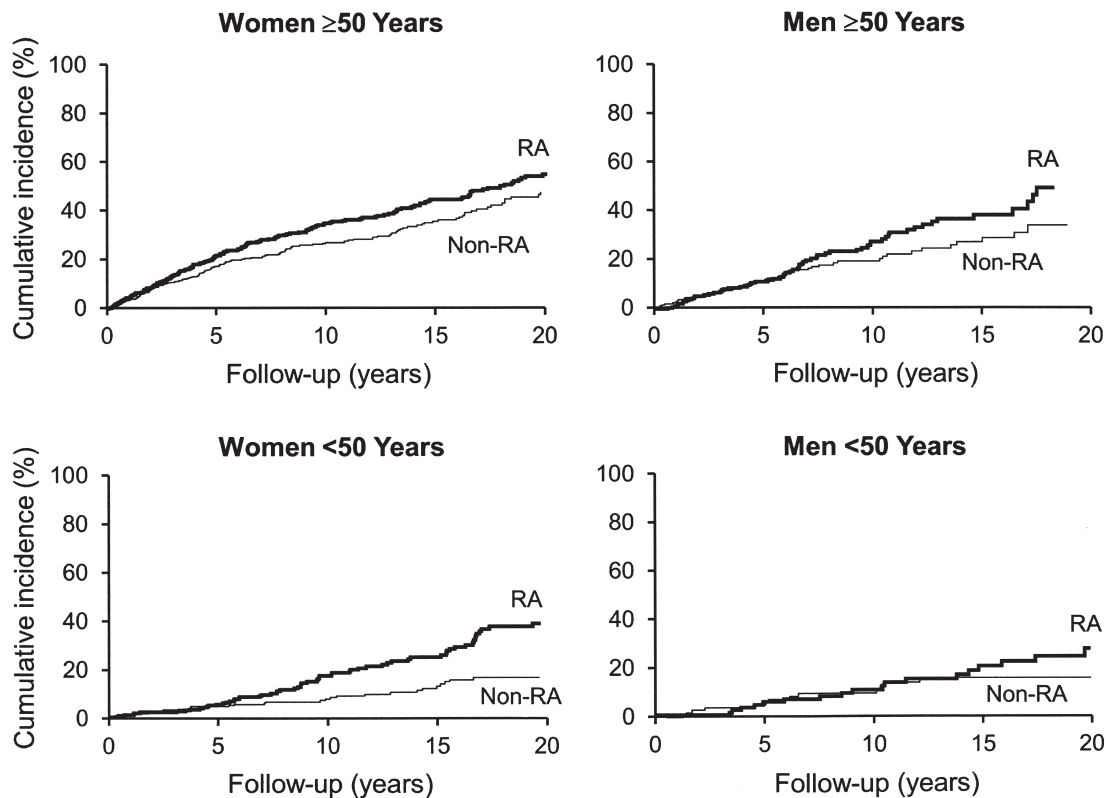 Women ≥50 Years
Cumulative incidence (%)
100
80
60
40
20
0
RA
Non-RA
0 5 10 15 20
Follow-up (years)
Men ≥50 Years
100
80
60
40
20
0
RA
Non-RA
0 5 10 15 20
Follow-up (years)
Women <50 Years
Cumulative incidence (%)
100
80
60
40
20
0
RA
Non-RA
0 5 10 15 20
Follow-up (years)
Men <50 Years
100
80
60
40
20
0
RA
Non-RA
0 5 10 15 20
Follow-up (years)